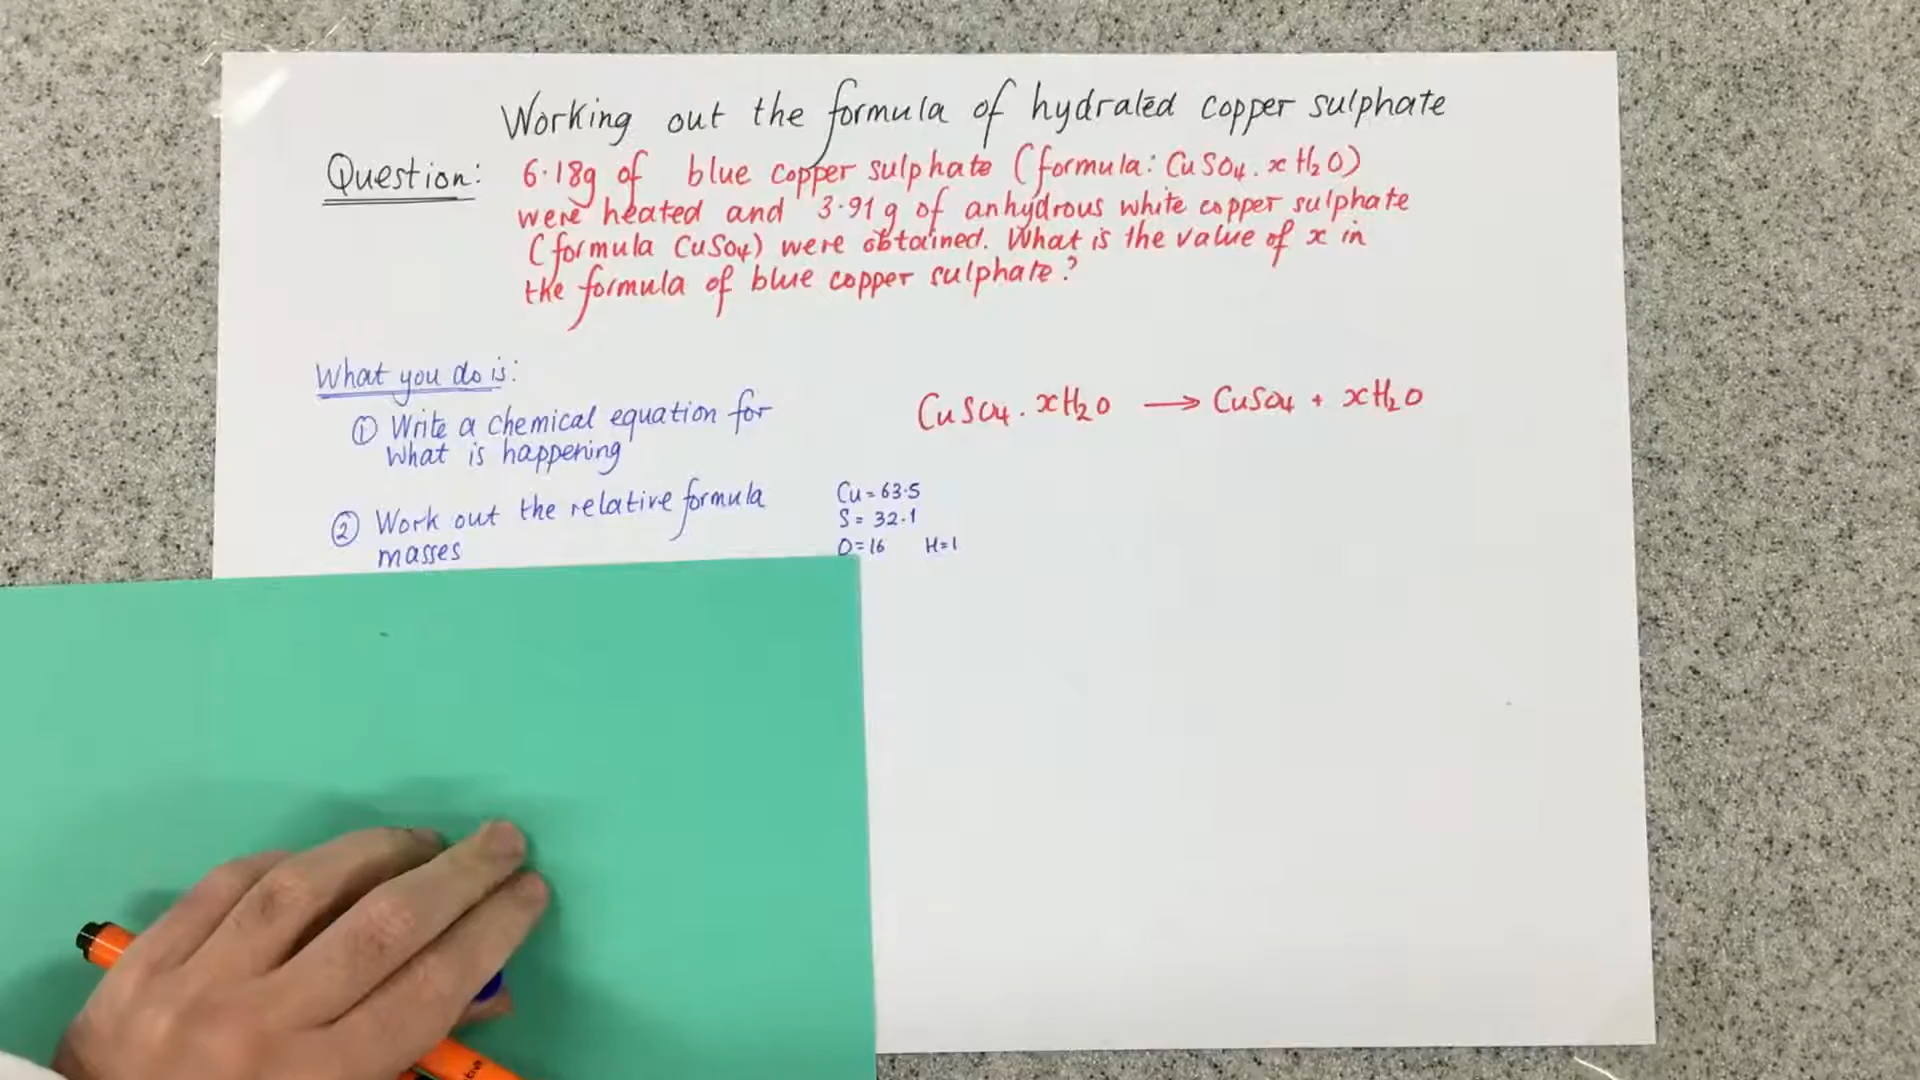 Working out the formula of hydrated copper sulphate
Question: 6.18g of blue copper sulphate (formula: CuSO4 . x H2O)
were heated and 3.91g of anhydrous white copper sulphate
(formula CuSO4) were obtained. What is the value of x in
the formula of blue copper sulphate?
What you do is:
① Write a chemical equation for
what is happening
CuSO4 . xH2O ⟶ CuSO4 + xH2O
② Work out the relative formula
masses
Cu = 63.5
S = 32.1
O = 16 H = 1